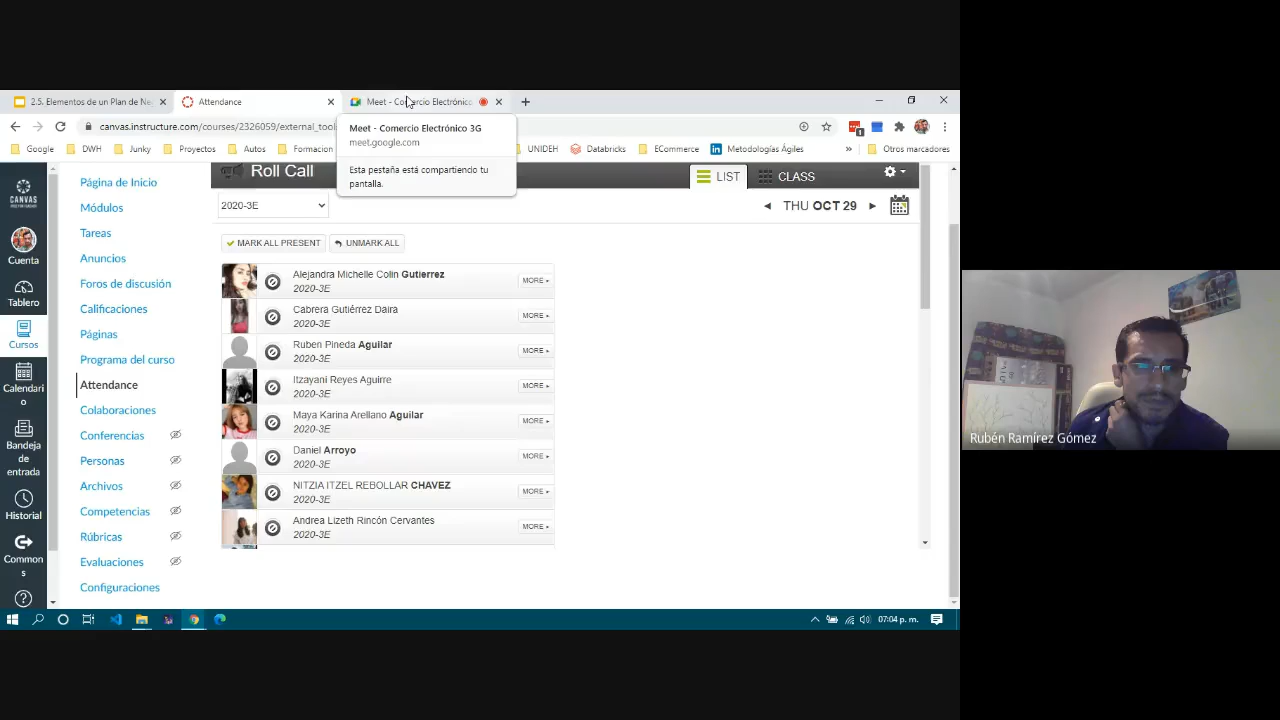 2.5. Elementos de un Plan de Ne
Attendance
Meet - Comercio Electrónico
canvas.instructure.com/courses/2326059/external_tool
Meet - Comercio Electrónico 3G
meet.google.com
Esta pestaña está compartiendo tu
pantalla.
Google
DWH
Junky
Proyectos
Autos
Formacion
UNIDEH
Databricks
ECommerce
Metodologías Ágiles
»
Otros marcadores
1
CANVAS
Cuenta
Tablero
Cursos
Calendari
o
Bandeja
de
entrada
Historial
Common
s
Página de Inicio
Módulos
Tareas
Anuncios
Foros de discusión
Calificaciones
Páginas
Programa del curso
Attendance
Colaboraciones
Conferencias
Personas
Archivos
Competencias
Rúbricas
Evaluaciones
Configuraciones
Roll Call
LIST
CLASS
2020-3E
THU OCT 29
MARK ALL PRESENT
UNMARK ALL
Alejandra Michelle Colin Gutierrez
2020-3E
MORE
Cabrera Gutiérrez Daira
2020-3E
MORE
Ruben Pineda Aguilar
2020-3E
MORE
Itzayani Reyes Aguirre
2020-3E
MORE
Maya Karina Arellano Aguilar
2020-3E
MORE
Daniel Arroyo
2020-3E
MORE
NITZIA ITZEL REBOLLAR CHAVEZ
2020-3E
MORE
Andrea Lizeth Rincón Cervantes
2020-3E
MORE
07:04 p. m.
Rubén Ramírez Gómez